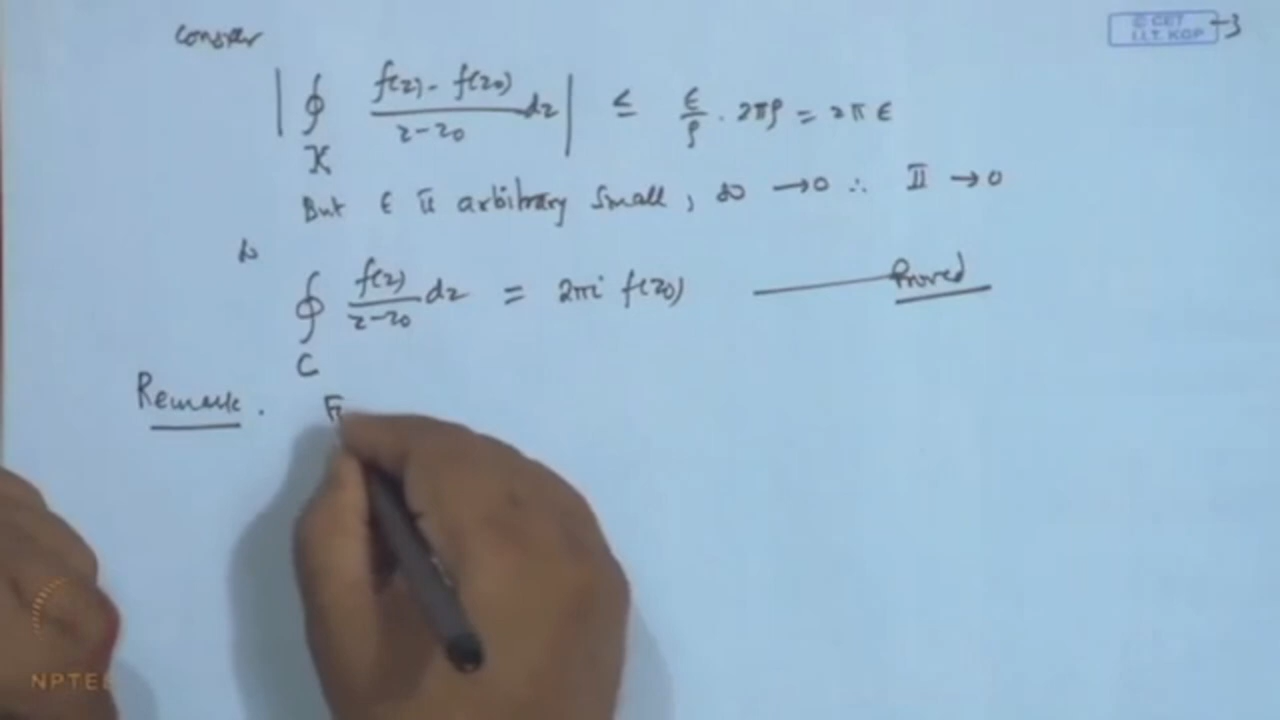 Consider
© CET
I.I.T. KGP -3
| ∮ (f(z) - f(z0))/(z-z0) dz | ≤ ε/ρ . 2πρ = 2π ε
K
But ε is arbitrary small, so →0 ∴ II →0
so
∮ f(z)/(z-z0) dz = 2πi f(z0) —— Proved
C
Remark.
NPTEL